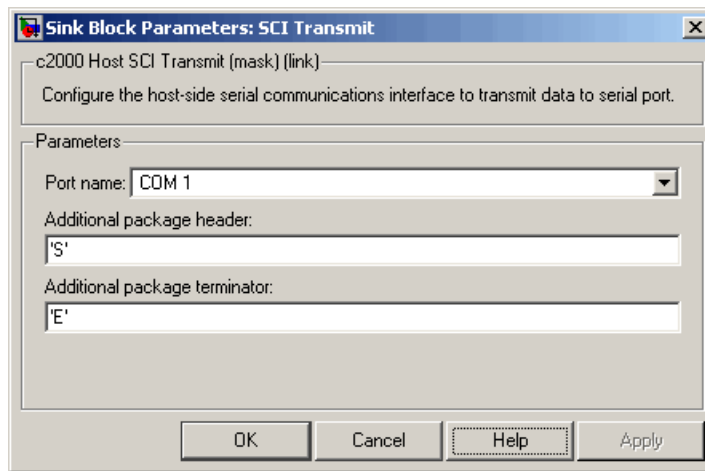 Sink Block Parameters: SCI Transmit
c2000 Host SCI Transmit (mask) (link)
Configure the host-side serial communications interface to transmit data to serial port.
Parameters
Port name: COM 1
Additional package header:
'S'
Additional package terminator:
'E'
OK Cancel Help Apply